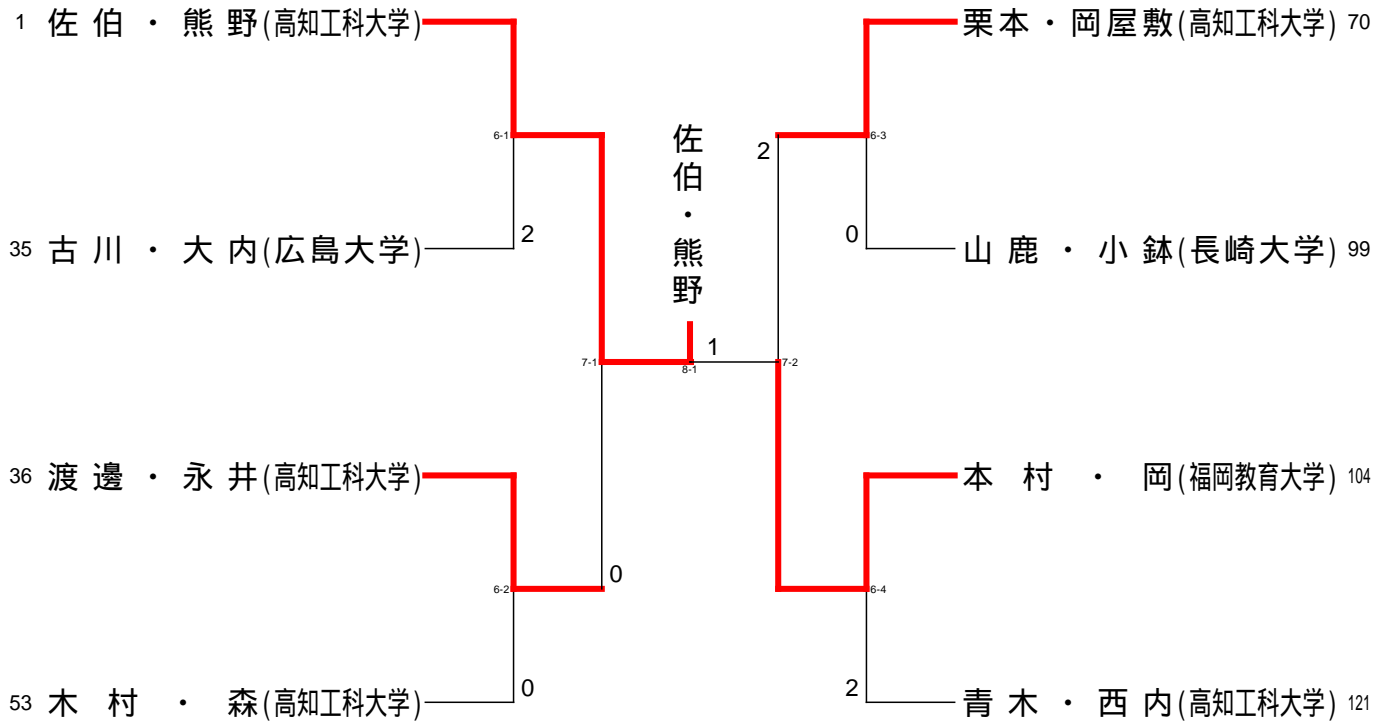 1 佐伯・熊野(高知工科大学)
6-1
35 古川・大内(広島大学)
2
7-1
36 渡邊・永井(高知工科大学)
6-2
0
53 木村・森(高知工科大学)
0
佐伯・熊野
8-1
1
栗本・岡屋敷(高知工科大学) 70
2
6-3
0
山鹿・小鉢(長崎大学) 99
7-2
本村・岡(福岡教育大学) 104
6-4
2
青木・西内(高知工科大学) 121